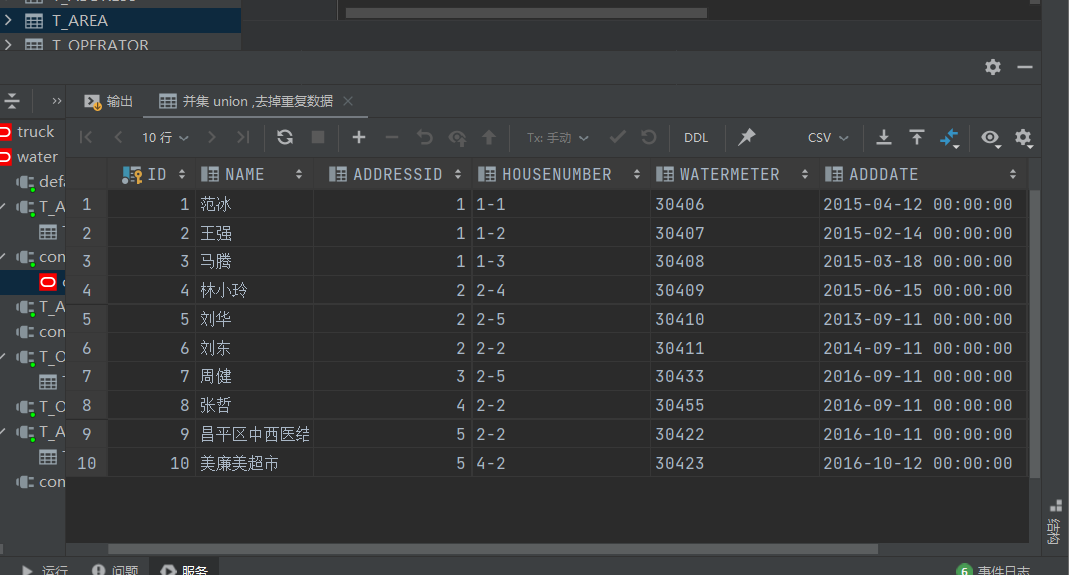 T_AREA
T_OPERATOR
输出 并集 union ,去掉重复数据
10 行 Tx: 手动 DDL CSV
truck
water
defa
T_A
con
T_A
con
T_O
T_O
T_A
con
ID NAME ADDRESSID HOUSENUMBER WATERMETER ADDDATE
1 1 范冰 1 1-1 30406 2015-04-12 00:00:00
2 2 王强 1 1-2 30407 2015-02-14 00:00:00
3 3 马腾 1 1-3 30408 2015-03-18 00:00:00
4 4 林小玲 2 2-4 30409 2015-06-15 00:00:00
5 5 刘华 2 2-5 30410 2013-09-11 00:00:00
6 6 刘东 2 2-2 30411 2014-09-11 00:00:00
7 7 周健 3 2-5 30433 2016-09-11 00:00:00
8 8 张哲 4 2-2 30455 2016-09-11 00:00:00
9 9 昌平区中西医结 5 2-2 30422 2016-10-11 00:00:00
10 10 美廉美超市 5 4-2 30423 2016-10-12 00:00:00
结构
运行 问题 服务 6 事件日志